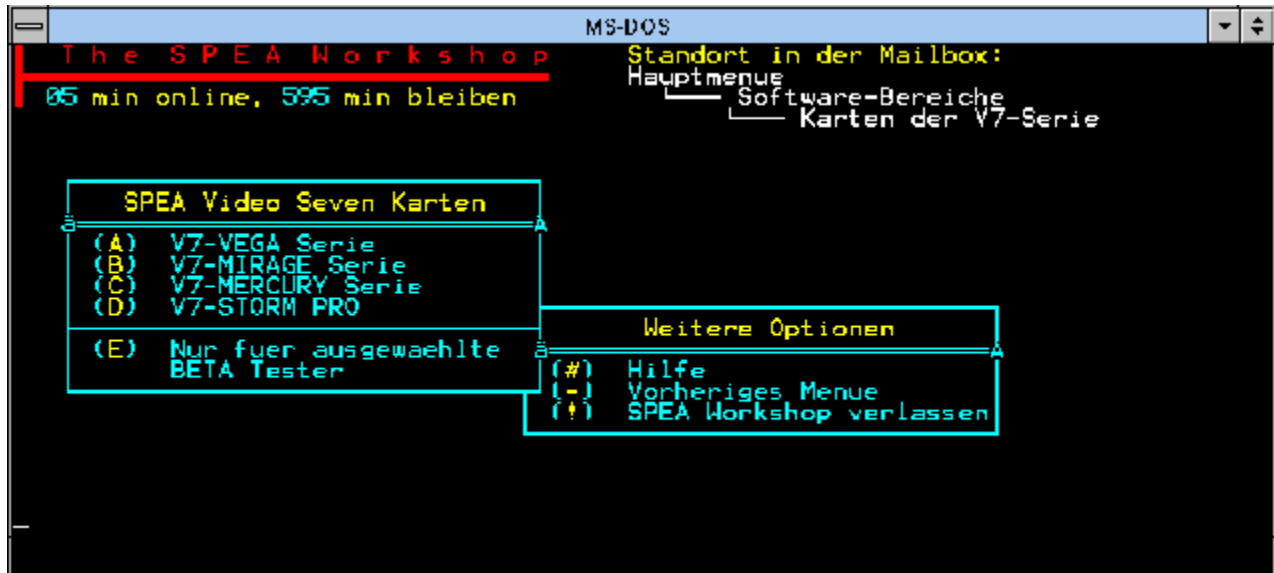 MS-DOS
The SPEA Workshop
05 min online, 595 min bleiben
Standort in der Mailbox:
Hauptmenue
Software-Bereiche
Karten der V7-Serie
SPEA Video Seven Karten
ä A
(A) V7-VEGA Serie
(B) V7-MIRAGE Serie
(C) V7-MERCURY Serie
(D) V7-STORM PRO
(E) Nur fuer ausgewaehlte
BETA Tester
Weitere Optionen
ä A
(#) Hilfe
(-) Vorheriges Menue
(!) SPEA Workshop verlassen